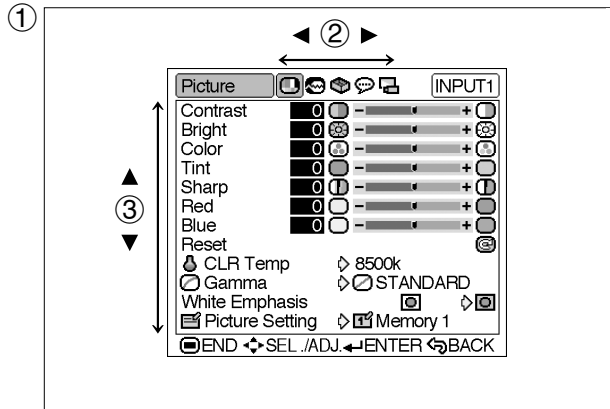 ①
◄ ② ►
Picture INPUT1
Contrast 0 - +
Bright 0 - +
Color 0 - +
Tint 0 - +
Sharp 0 - +
Red 0 - +
Blue 0 - +
Reset
CLR Temp 8500k
Gamma STANDARD
White Emphasis
Picture Setting 1 Memory 1
END SEL./ADJ. ENTER BACK
▲
③
▼